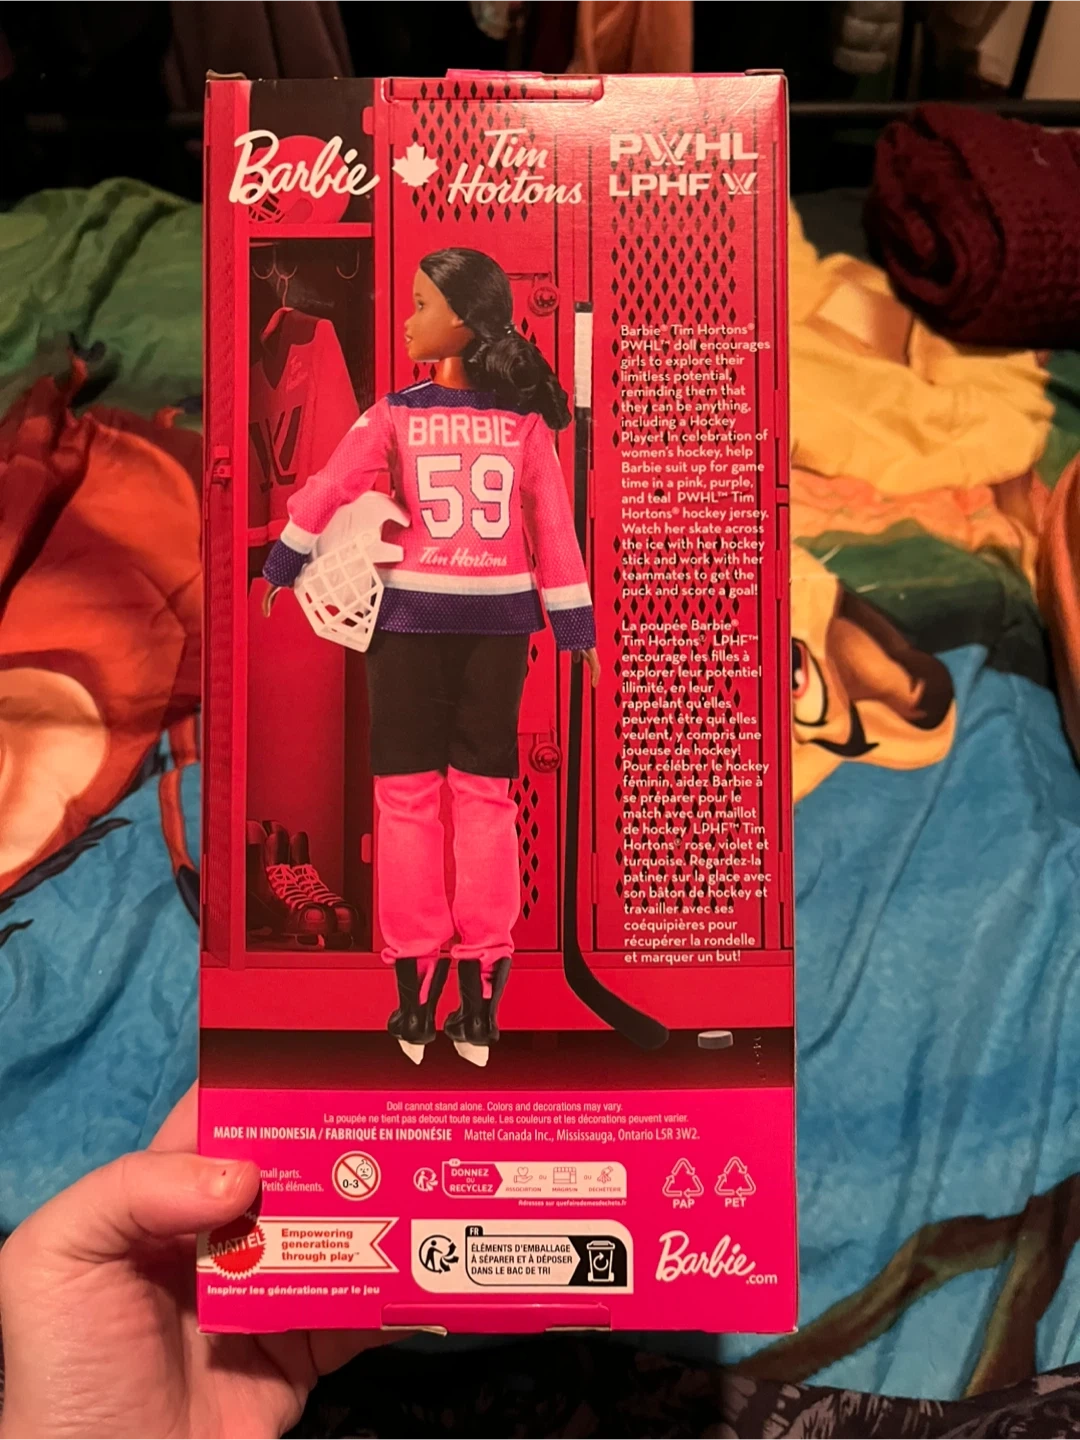 Barbie
Tim
Hortons
PWHL
LPHF
BARBIE
59
Tim Hortons
Barbie® Tim Hortons®
PWHL™ doll encourages
girls to explore their
limitless potential,
reminding them that
they can be anything,
including a Hockey
Player! In celebration of
women's hockey, help
Barbie suit up for game
time in a pink, purple,
and teal PWHL™ Tim
Hortons® hockey jersey.
Watch her skate across
the ice with her hockey
stick and work with her
teammates to get the
puck and score a goal!
La poupée Barbie®
Tim Hortons® LPHF™
encourage les filles à
explorer leur potentiel
illimité, en leur
rappelant qu'elles
peuvent être qui elles
veulent, y compris une
joueuse de hockey!
Pour célébrer le hockey
féminin, aidez Barbie à
se préparer pour le
match avec un maillot
de hockey LPHF™ Tim
Hortons® rose, violet et
turquoise. Regardez-la
patiner sur la glace avec
son bâton de hockey et
travailler avec ses
coéquipières pour
récupérer la rondelle
et marquer un but!
Doll cannot stand alone. Colors and decorations may vary.
La poupée ne tient pas debout toute seule. Les couleurs et les décorations peuvent varier.
MADE IN INDONESIA / FABRIQUÉ EN INDONÉSIE Mattel Canada Inc., Mississauga, Ontario L5R 3W2.
mall parts.
Petits éléments.
0-3
DONNEZ
OU
RECYCLEZ
ASSOCIATION OU MAGASIN OU DÉCHÈTERIE
Adresses sur quefairedemesdechets.fr
PAP
PET
MATTEL
Empowering
generations
through play™
Inspirer les générations par le jeu
FR
ÉLÉMENTS D'EMBALLAGE
À SÉPARER ET À DÉPOSER
DANS LE BAC DE TRI
Barbie
.com